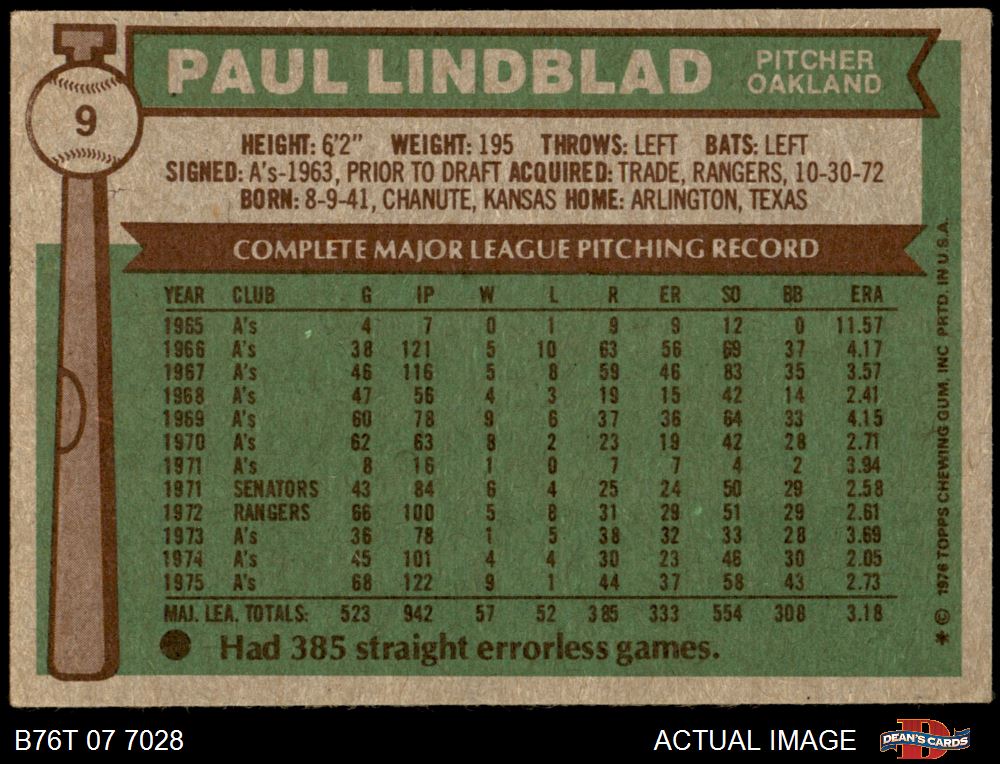 PAUL LINDBLAD
PITCHER
OAKLAND
9
HEIGHT: 6'2" WEIGHT: 195 THROWS: LEFT BATS: LEFT
SIGNED: A's-1963, PRIOR TO DRAFT ACQUIRED: TRADE, RANGERS, 10-30-72
BORN: 8-9-41, CHANUTE, KANSAS HOME: ARLINGTON, TEXAS
COMPLETE MAJOR LEAGUE PITCHING RECORD
YEAR CLUB G IP W L R ER SO BB ERA
1965 A's 4 7 0 1 9 9 12 0 11.57
1966 A's 38 121 5 10 63 56 69 37 4.17
1967 A's 46 116 5 8 59 46 83 35 3.57
1968 A's 47 56 4 3 19 15 42 14 2.41
1969 A's 60 78 9 6 37 36 64 33 4.15
1970 A's 62 63 8 2 23 19 42 28 2.71
1971 A's 8 16 1 0 7 7 4 2 3.94
1971 SENATORS 43 84 6 4 25 24 50 29 2.58
1972 RANGERS 66 100 5 8 31 29 51 29 2.61
1973 A's 36 78 1 5 38 32 33 28 3.69
1974 A's 45 101 4 4 30 23 46 30 2.05
1975 A's 68 122 9 1 44 37 58 43 2.73
MAJ. LEA. TOTALS: 523 942 57 52 385 333 554 308 3.18
Had 385 straight errorless games.
* © 1976 TOPPS CHEWING GUM, INC PRTD. IN U.S.A.
B76T 07 7028
ACTUAL IMAGE
D
DEAN'S CARDS